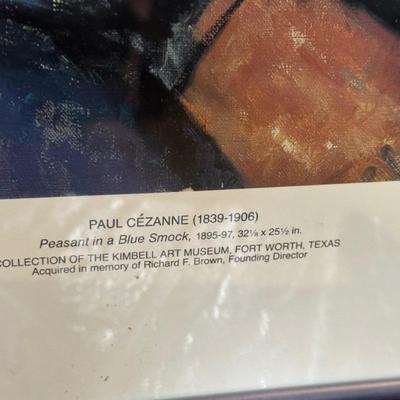 PAUL CÉZANNE (1839-1906)
Peasant in a Blue Smock, 1895-97, 32⅛ x 25½ in.
COLLECTION OF THE KIMBELL ART MUSEUM, FORT WORTH, TEXAS
Acquired in memory of Richard F. Brown, Founding Director